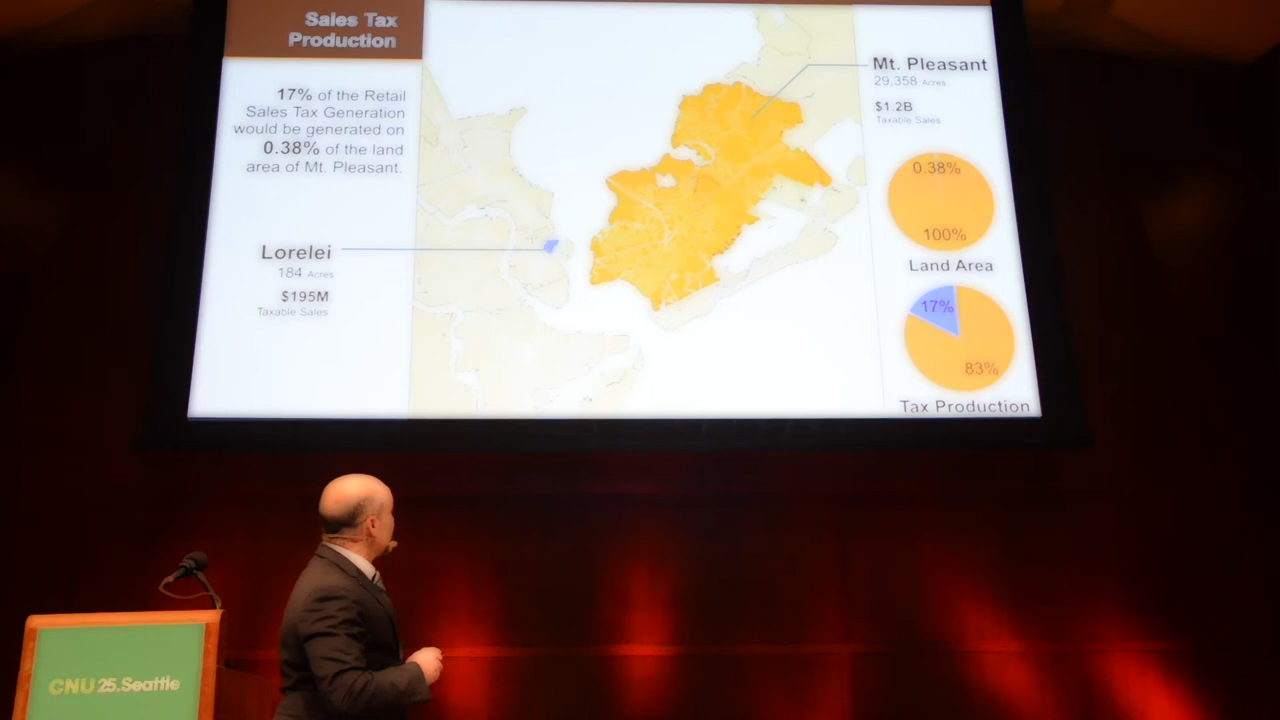 Sales Tax
Production
17% of the Retail
Sales Tax Generation
would be generated on
0.38% of the land
area of Mt. Pleasant.
Lorelei
184 Acres
$195M
Taxable Sales
Mt. Pleasant
29,358 Acres
$1.2B
Taxable Sales
0.38%
100%
Land Area
17%
83%
Tax Production
CNU 25.Seattle